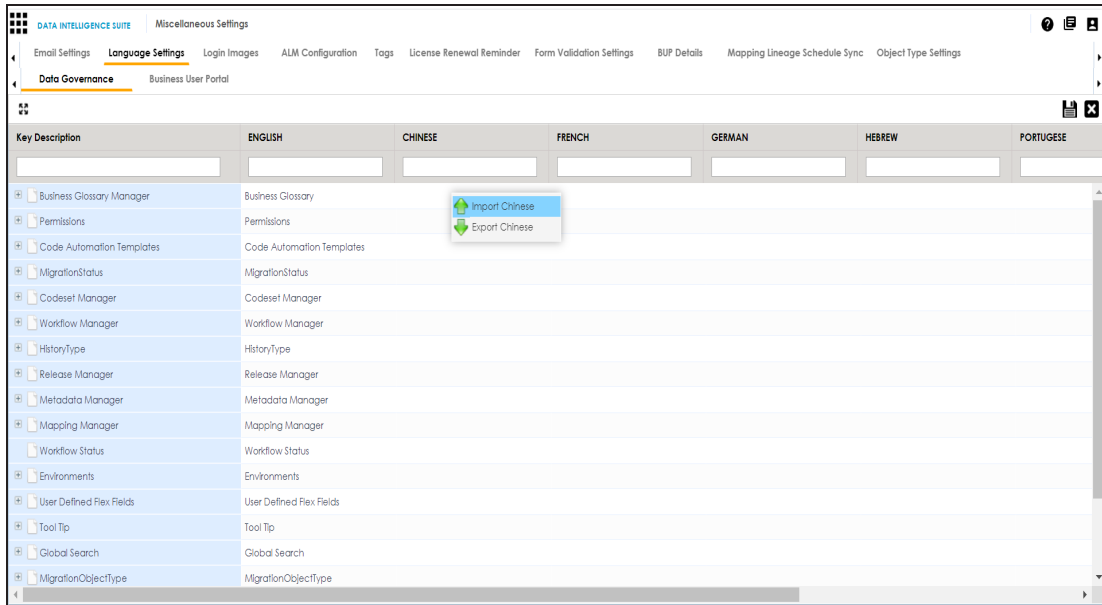 DATA INTELLIGENCE SUITE Miscellaneous Settings
Email Settings Language Settings Login Images ALM Configuration Tags License Renewal Reminder Form Validation Settings BUP Details Mapping Lineage Schedule Sync Object Type Settings
Data Governance Business User Portal
Key Description ENGLISH CHINESE FRENCH GERMAN HEBREW PORTUGESE
Business Glossary Manager Business Glossary
Import Chinese
Permissions Permissions
Export Chinese
Code Automation Templates Code Automation Templates
MigrationStatus MigrationStatus
Codeset Manager Codeset Manager
Workflow Manager Workflow Manager
HistoryType HistoryType
Release Manager Release Manager
Metadata Manager Metadata Manager
Mapping Manager Mapping Manager
Workflow Status Workflow Status
Environments Environments
User Defined Flex Fields User Defined Flex Fields
Tool Tip Tool Tip
Global Search Global Search
MigrationObjectType MigrationObjectType